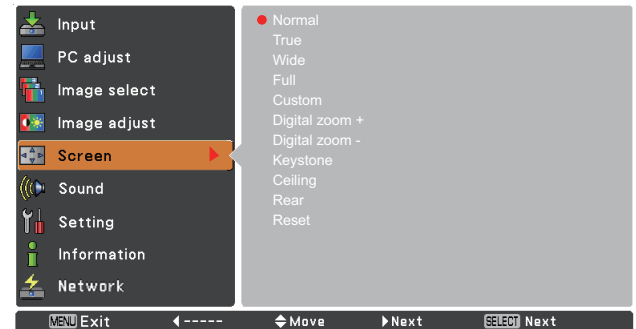 Input
PC adjust
Image select
Image adjust
Screen
Sound
Setting
Information
Network
Normal
True
Wide
Full
Custom
Digital zoom +
Digital zoom -
Keystone
Ceiling
Rear
Reset
MENU Exit ----- Move Next SELECT Next